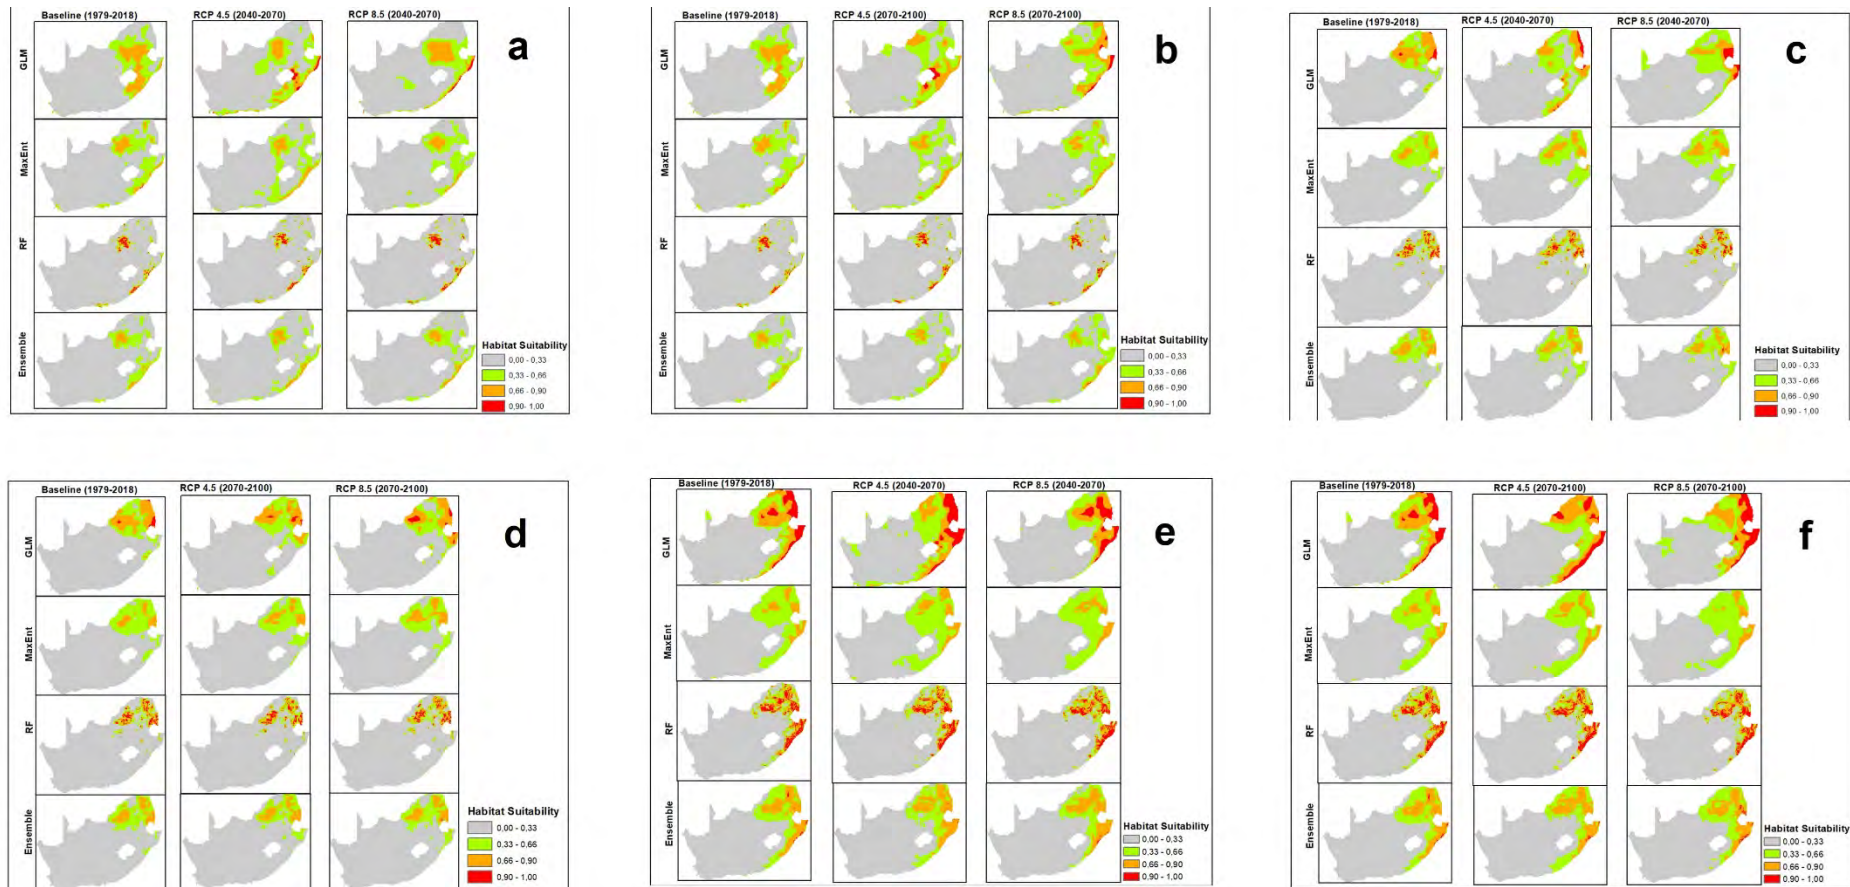 Baseline (1979-2018) RCP 4.5 (2040-2070) RCP 8.5 (2040-2070)
GLM
a
MaxEnt
RF
Ensemble
Habitat Suitability
0,00 - 0,33
0,33 - 0,66
0,66 - 0,90
0,90- 1,00
Baseline (1979-2018) RCP 4.5 (2070-2100) RCP 8.5 (2070-2100)
GLM
b
MaxEnt
RF
Ensemble
Habitat Suitability
0,00 - 0,33
0,33 - 0,66
0,66 - 0,90
0,90 - 1,00
Baseline (1979-2018) RCP 4.5 (2040-2070) RCP 8.5 (2040-2070)
GLM
c
MaxEnt
RF
Ensemble
Habitat Suitability
0,00 - 0,33
0,33 - 0,66
0,66 - 0,90
0,90 - 1,00
Baseline (1979-2018) RCP 4.5 (2070-2100) RCP 8.5 (2070-2100)
GLM
d
MaxEnt
RF
Ensemble
Habitat Suitability
0,00 - 0,33
0,33 - 0,66
0,66 - 0,90
0,90 - 1,00
Baseline (1979-2018) RCP 4.5 (2040-2070) RCP 8.5 (2040-2070)
GLM
e
MaxEnt
RF
Ensemble
Habitat Suitability
0,00 - 0,33
0,33 - 0,66
0,66 - 0,90
0,90 - 1,00
Baseline (1979-2018) RCP 4.5 (2070-2100) RCP 8.5 (2070-2100)
GLM
f
MaxEnt
RF
Ensemble
Habitat Suitability
0,00 - 0,33
0,33 - 0,66
0,66 - 0,90
0,90 - 1,00